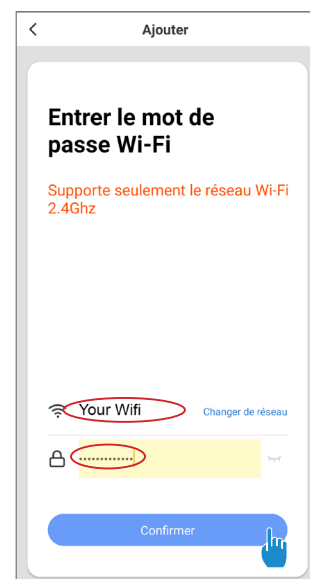 Ajouter
Entrer le mot de
passe Wi-Fi
Supporte seulement le réseau Wi-Fi
2.4Ghz
Your Wifi
Changer de réseau
Confirmer